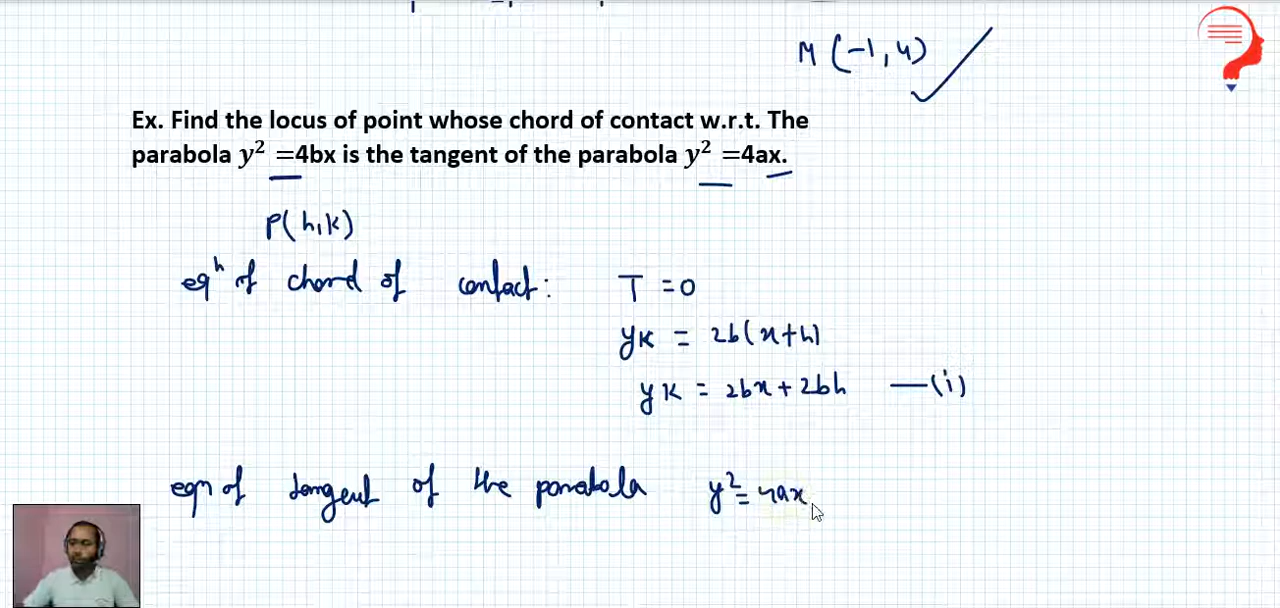 M (-1, 4)
Ex. Find the locus of point whose chord of contact w.r.t. The
parabola y² =4bx is the tangent of the parabola y² =4ax.
P(h,k)
eqⁿ of chord of contact: T = 0
yk = 2b(x+h)
yk = 2bx + 2bh —(i)
eqn of tangent of the parabola y² = 4ax